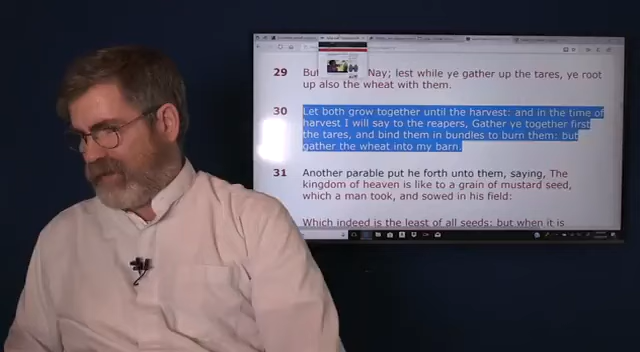 29 But Nay; lest while ye gather up the tares, ye root
up also the wheat with them.
30 Let both grow together until the harvest: and in the time of
harvest I will say to the reapers, Gather ye together first
the tares, and bind them in bundles to burn them: but
gather the wheat into my barn.
31 Another parable put he forth unto them, saying, The
kingdom of heaven is like to a grain of mustard seed,
which a man took, and sowed in his field:
Which indeed is the least of all seeds: but when it is